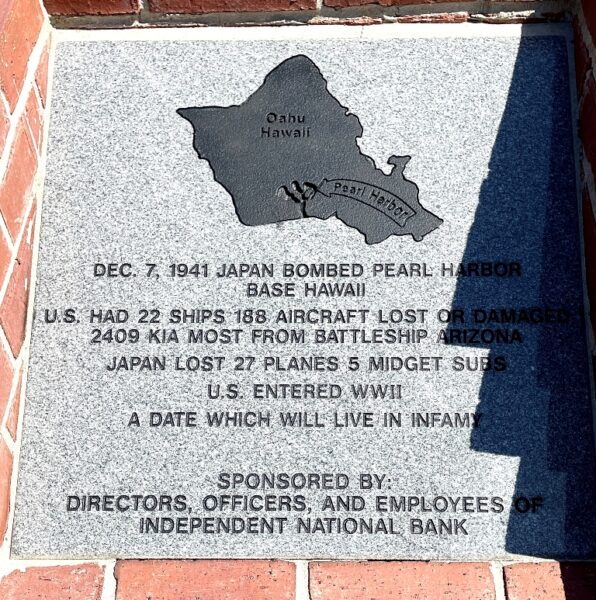 Oahu
Hawaii
Pearl Harbor
DEC. 7, 1941 JAPAN BOMBED PEARL HARBOR
BASE HAWAII
U.S. HAD 22 SHIPS 188 AIRCRAFT LOST OR DAMAGED
2409 KIA MOST FROM BATTLESHIP ARIZONA
JAPAN LOST 27 PLANES 5 MIDGET SUBS
U.S. ENTERED WWII
A DATE WHICH WILL LIVE IN INFAMY
SPONSORED BY:
DIRECTORS, OFFICERS, AND EMPLOYEES OF
INDEPENDENT NATIONAL BANK